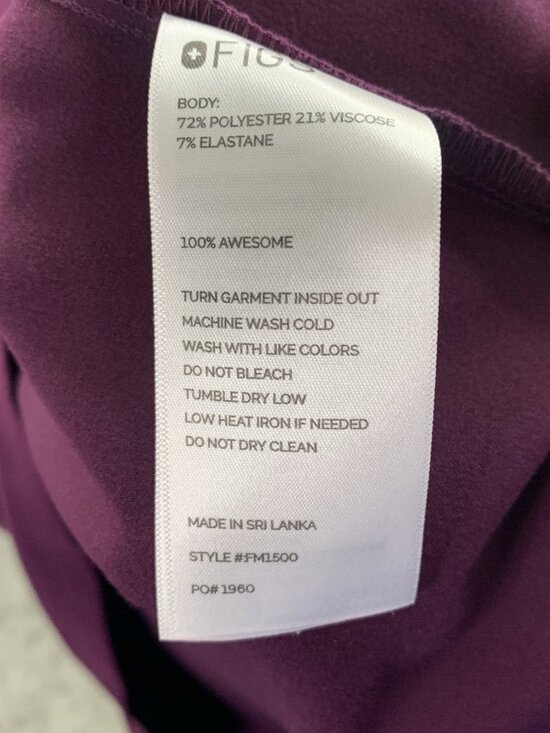 FIGS
BODY:
72% POLYESTER 21% VISCOSE
7% ELASTANE
100% AWESOME
TURN GARMENT INSIDE OUT
MACHINE WASH COLD
WASH WITH LIKE COLORS
DO NOT BLEACH
TUMBLE DRY LOW
LOW HEAT IRON IF NEEDED
DO NOT DRY CLEAN
MADE IN SRI LANKA
STYLE #:FM1500
PO# 1960